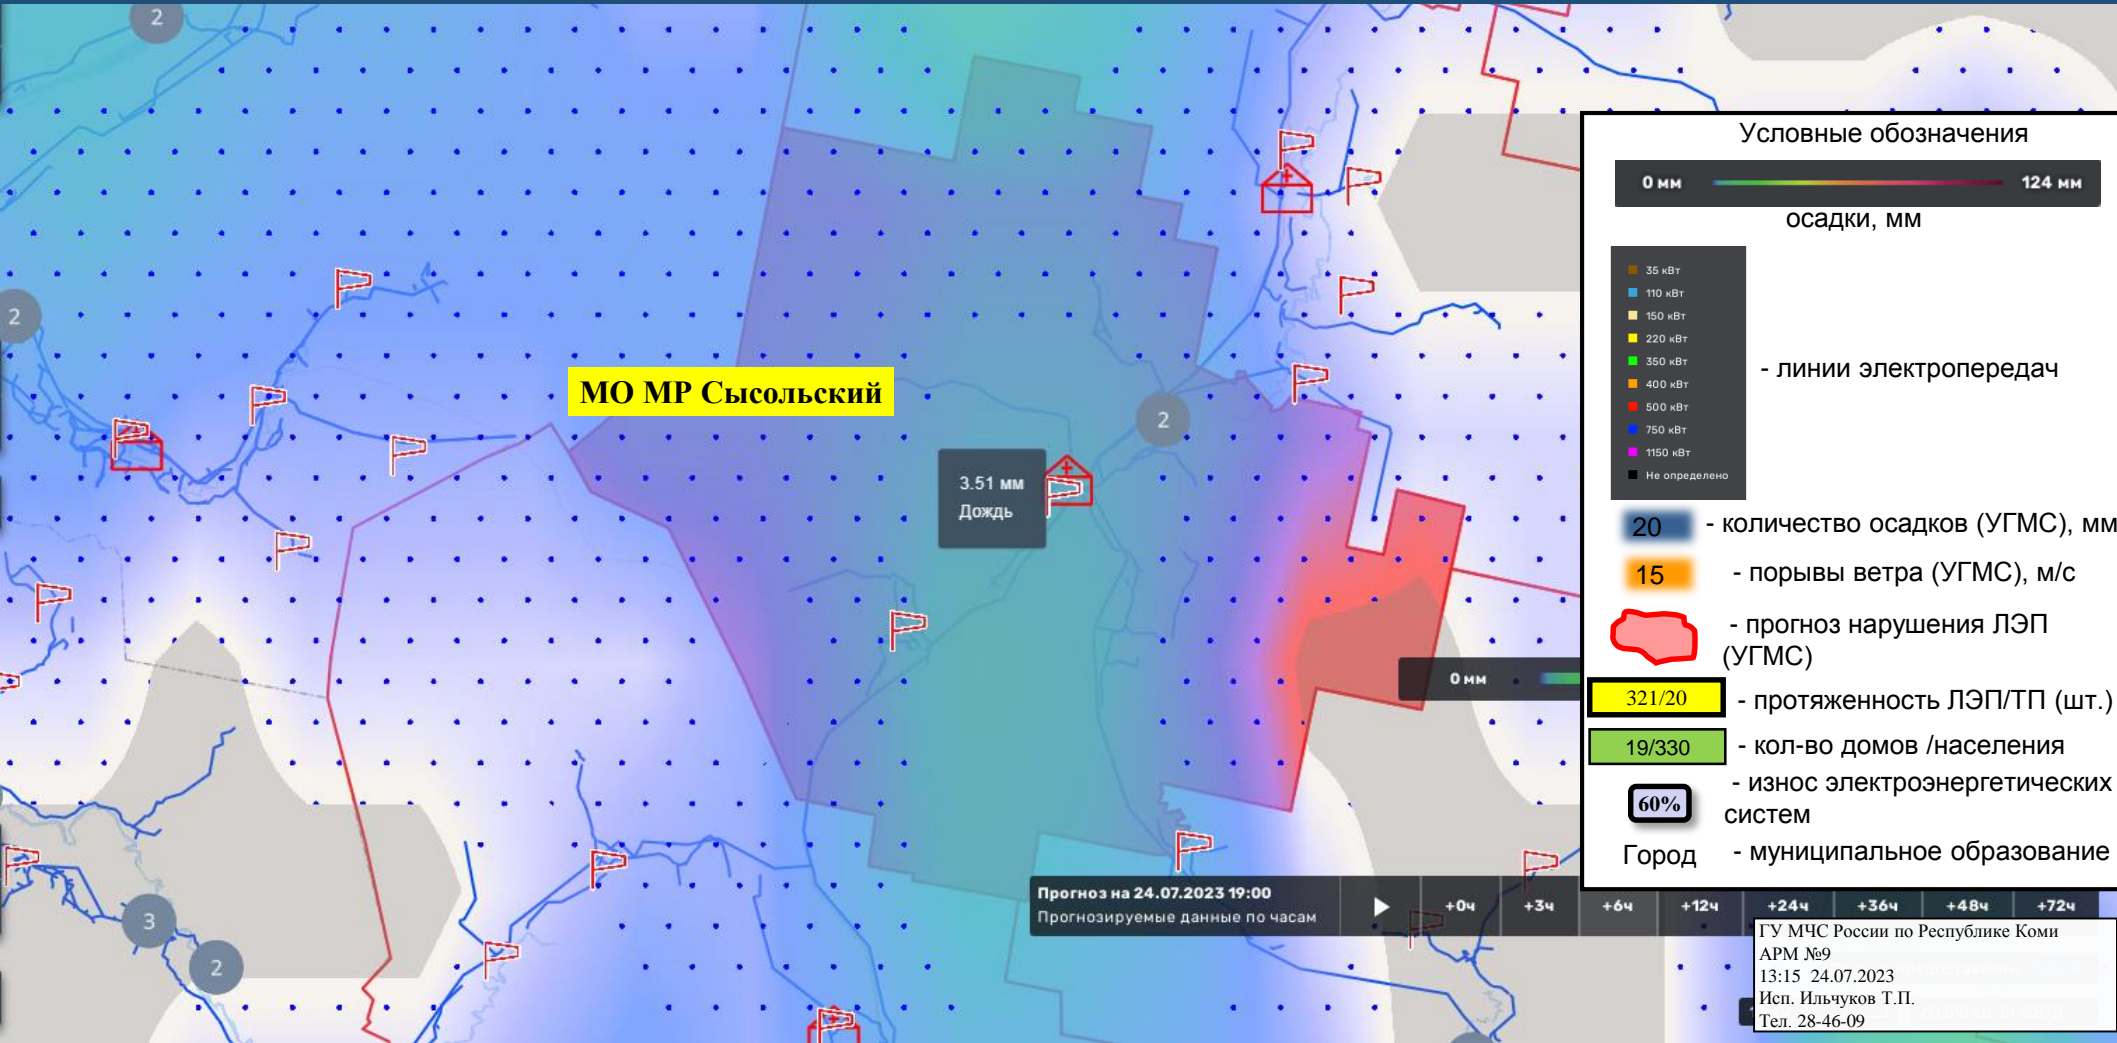 2
Условные обозначения
0 мм 124 мм
осадки, мм
35 кВт
110 кВт
150 кВт
220 кВт
350 кВт
400 кВт
500 кВт
750 кВт
1150 кВт
Не определено
- линии электропередач
2
МО МР Сысольский
2
3.51 мм
Дождь
20 - количество осадков (УГМС), мм
15 - порывы ветра (УГМС), м/с
- прогноз нарушения ЛЭП
(УГМС)
0 мм
321/20 - протяженность ЛЭП/ТП (шт.)
19/330 - кол-во домов /населения
60% - износ электроэнергетических
систем
Город - муниципальное образование
Прогноз на 24.07.2023 19:00
Прогнозируемые данные по часам
+0ч +3ч +6ч +12ч +24ч +36ч +48ч +72ч
3
2
ГУ МЧС России по Республике Коми
АРМ №9
13:15 24.07.2023
Исп. Ильчуков Т.П.
Тел. 28-46-09